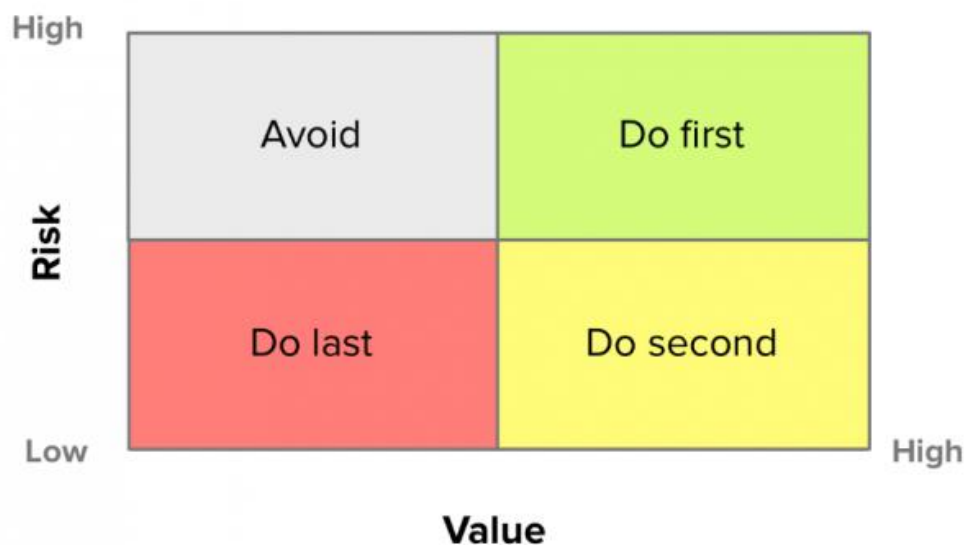 High
Avoid
Do first
Risk
Do last
Do second
Low
High
Value